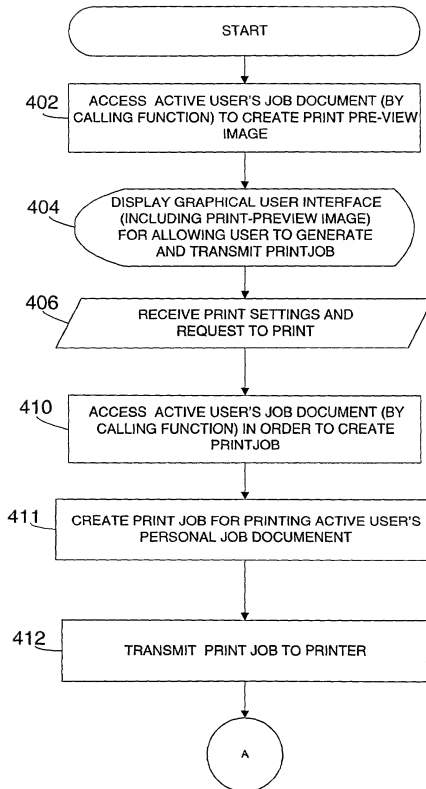 START
402
ACCESS ACTIVE USER'S JOB DOCUMENT (BY
CALLING FUNCTION) TO CREATE PRINT PRE-VIEW
IMAGE
404
DISPLAY GRAPHICAL USER INTERFACE
(INCLUDING PRINT-PREVIEW IMAGE)
FOR ALLOWING USER TO GENERATE
AND TRANSMIT PRINTJOB
406
RECEIVE PRINT SETTINGS AND
REQUEST TO PRINT
410
ACCESS ACTIVE USER'S JOB DOCUMENT (BY
CALLING FUNCTION) IN ORDER TO CREATE
PRINTJOB
411
CREATE PRINT JOB FOR PRINTING ACTIVE USER'S
PERSONAL JOB DOCUMENENT
412
TRANSMIT PRINT JOB TO PRINTER
A